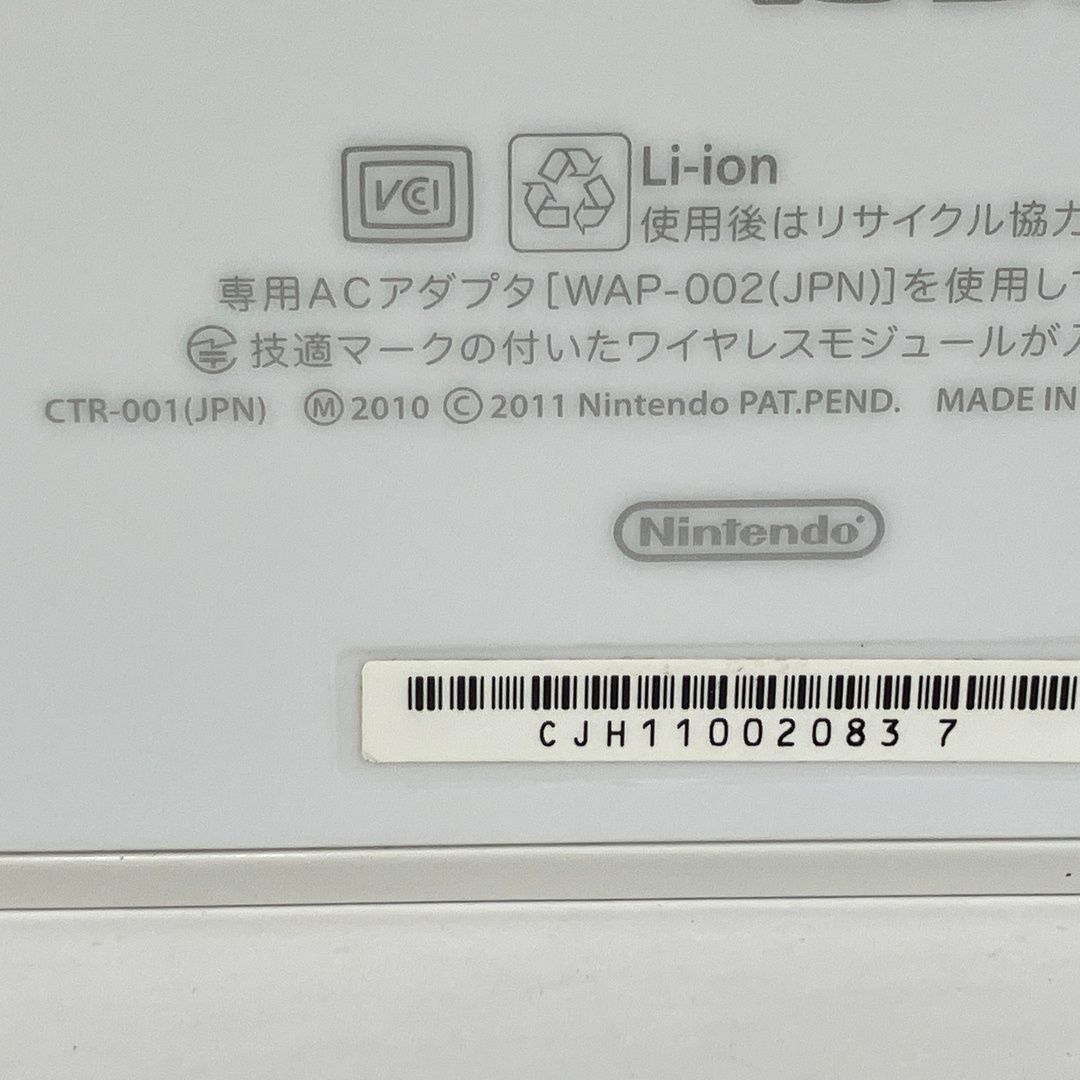 VCCI
Li-ion
使用後はリサイクル協力
専用ACアダプタ[WAP-002(JPN)]を使用し
技適マークの付いたワイヤレスモジュールが
CTR-001(JPN) Ⓜ 2010 © 2011 Nintendo PAT.PEND. MADE IN
Nintendo
CJH11002083 7